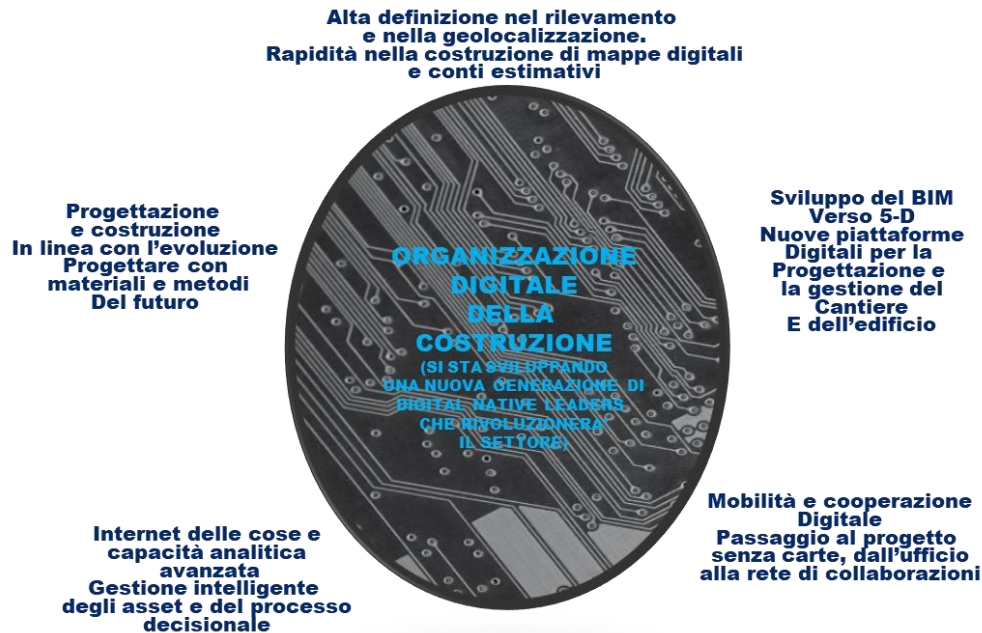 Alta definizione nel rilevamento
e nella geolocalizzazione.
Rapidità nella costruzione di mappe digitali
e conti estimativi
Progettazione
e costruzione
In linea con l'evoluzione
Progettare con
materiali e metodi
Del futuro
Sviluppo del BIM
Verso 5-D
Nuove piattaforme
Digitali per la
Progettazione e
la gestione del
Cantiere
E dell'edificio
ORGANIZZAZIONE
DIGITALE
DELLA
COSTRUZIONE
(SI STA SVILUPPANDO
UNA NUOVA GENERAZIONE DI
DIGITAL NATIVE LEADERS
CHE RIVOLUZIONERA'
IL SETTORE)
Internet delle cose e
capacità analitica
avanzata
Gestione intelligente
degli asset e del processo
decisionale
Mobilità e cooperazione
Digitale
Passaggio al progetto
senza carte, dall'ufficio
alla rete di collaborazioni